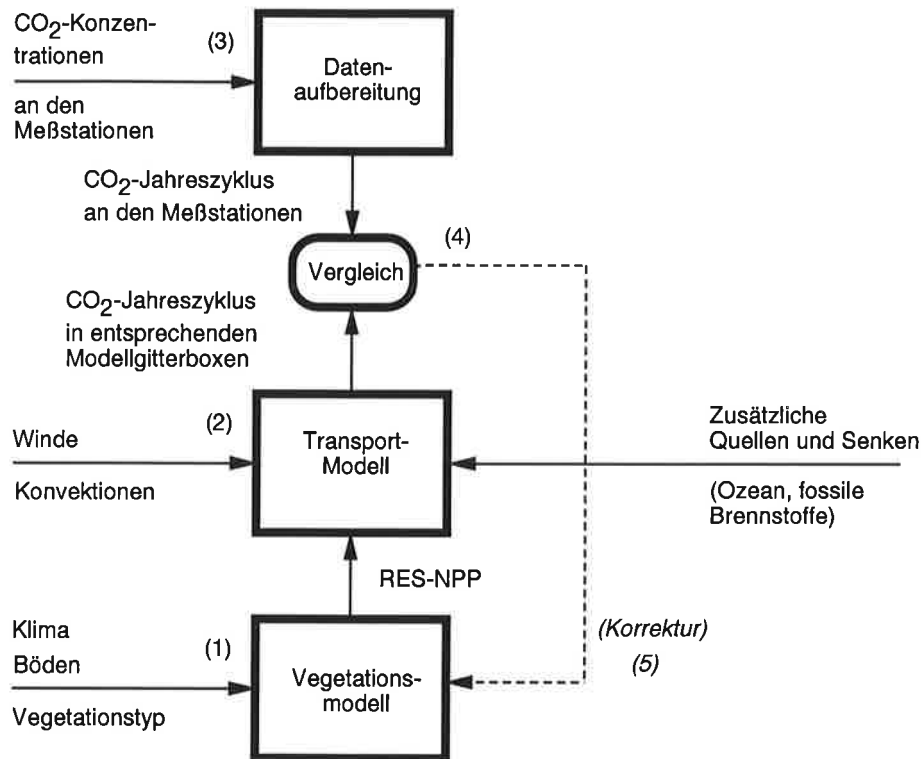 CO2-Konzen-
trationen
(3)
an den
Meßstationen
Daten-
aufbereitung
CO2-Jahreszyklus
an den Meßstationen
Vergleich
(4)
CO2-Jahreszyklus
in entsprechenden
Modellgitterboxen
Winde
(2)
Konvektionen
Transport-
Modell
Zusätzliche
Quellen und Senken
(Ozean, fossile
Brennstoffe)
RES-NPP
Klima
Böden
(1)
Vegetationstyp
Vegetations-
modell
(Korrektur)
(5)